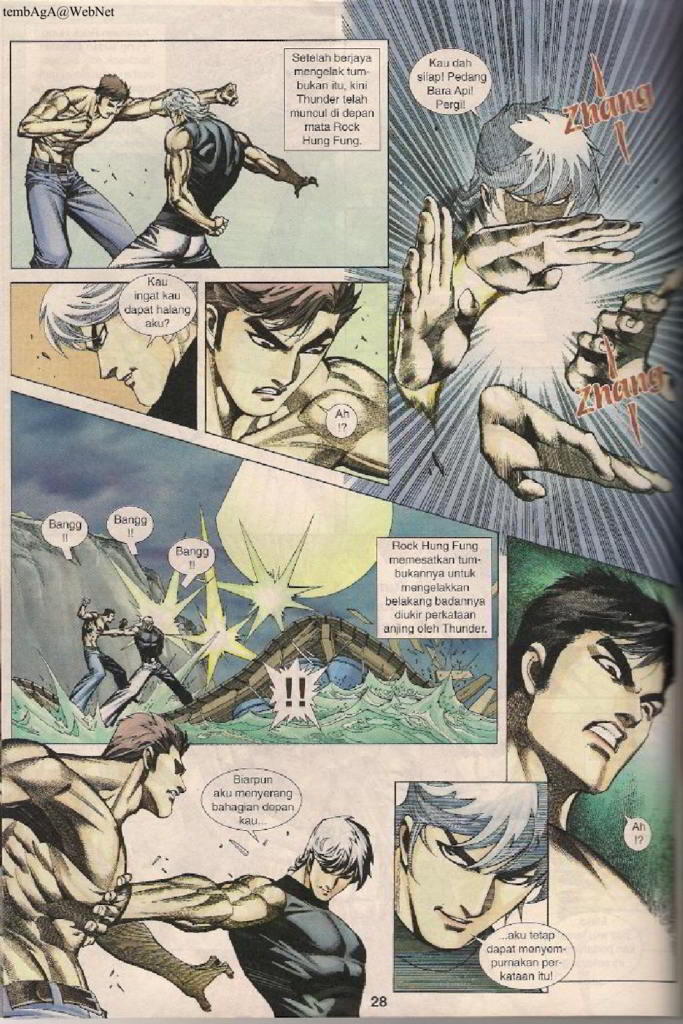 tembAgA@WebNet
Setelah berjaya
mengelak tum-
bukan itu, kini
Thunder telah
muncul di depan
mata Rock
Hung Fung.
Kau dah
silap! Pedang
Bara Api!
Pergi!
Zhang
Zhang
Kau
ingat kau
dapat halang
aku?
Ah
!?
Bangg
!!
Bangg
!!
Bangg
!!
Rock Hung Fung
memesatkan tum-
bukannya untuk
mengelakkan
belakang badannya
diukir perkataan
anjing oleh Thunder.
!!
Ah
!?
Biarpun
aku menyerang
bahagian depan
kau...
...aku tetap
dapat menyem-
purnakan per-
kataan itu!
28